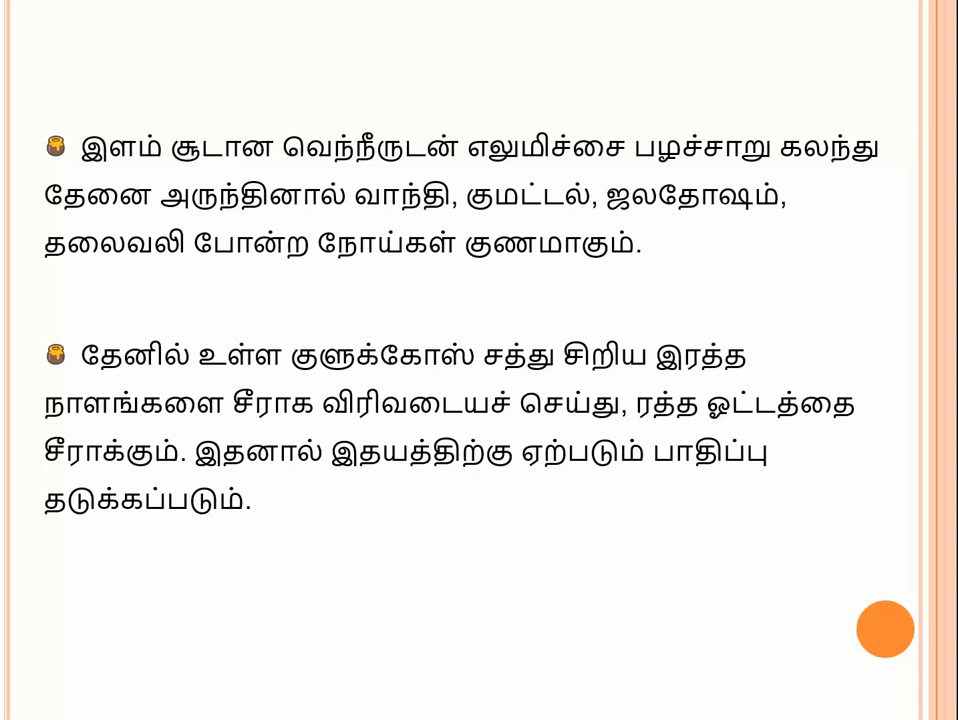 இளம் சூடான வெந்நீருடன் எலுமிச்சை பழச்சாறு கலந்து
தேனை அருந்தினால் வாந்தி, குமட்டல், ஜலதோஷம்,
தலைவலி போன்ற நோய்கள் குணமாகும்.
தேனில் உள்ள குளுக்கோஸ் சத்து சிறிய இரத்த
நாளங்களை சீராக விரிவடையச் செய்து, ரத்த ஓட்டத்தை
சீராக்கும். இதனால் இதயத்திற்கு ஏற்படும் பாதிப்பு
தடுக்கப்படும்.